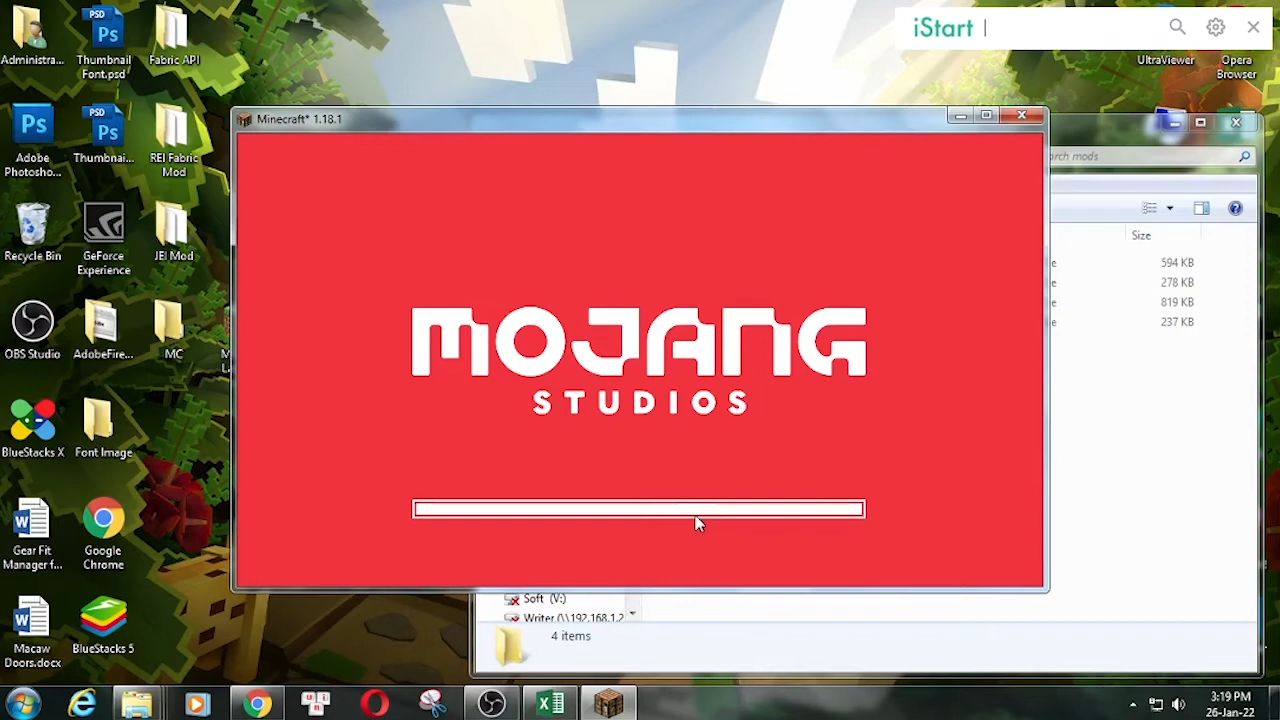 iStart
Administra...
Thumbnail
Font.psd
Fabric API
UltraViewer
Opera
Browser
Minecraft* 1.18.1
Adobe
Photosho...
Thumbnai...
REI Fabric
Mod
arch mods
Size
594 KB
278 KB
819 KB
237 KB
Recycle Bin
GeForce
Experience
JEI Mod
MOJANG
STUDIOS
OBS Studio
AdobeFire...
MC
BlueStacks X
Font Image
Gear Fit
Manager f...
Google
Chrome
Soft (V:)
Writer (\\192.168.1.2
4 items
Macaw
Doors.docx
BlueStacks 5
3:19 PM
26-Jan-22